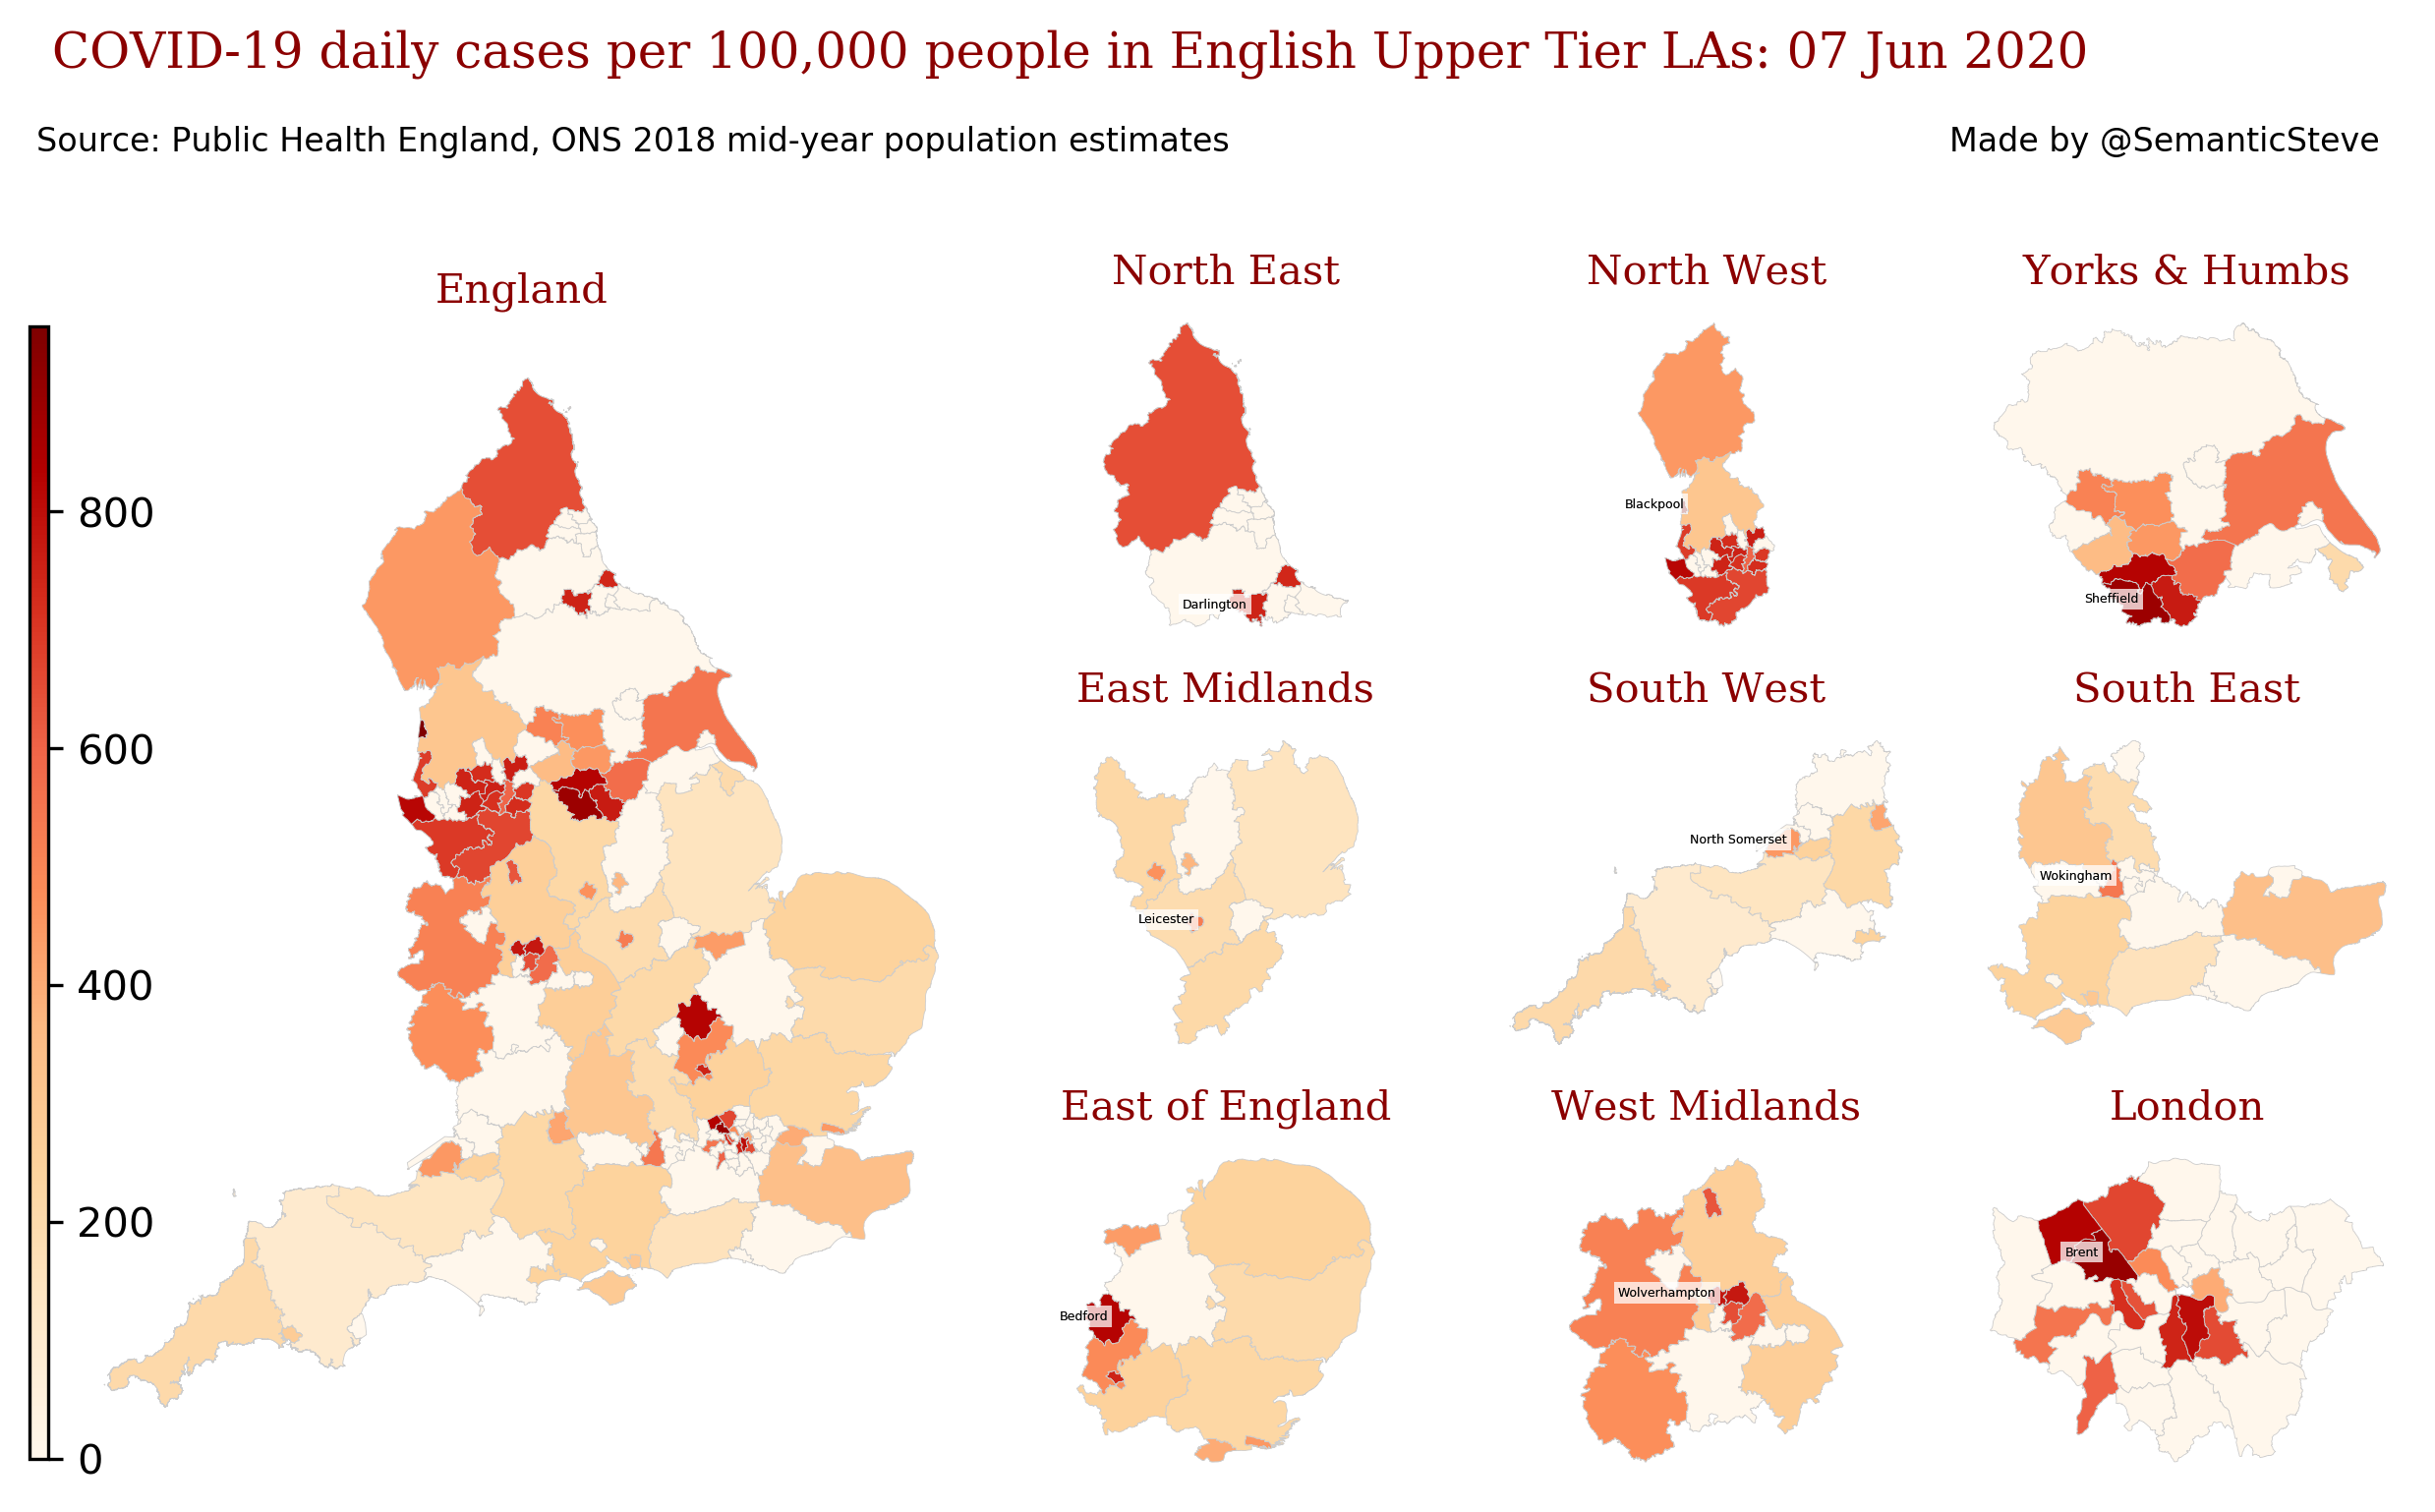 COVID-19 daily cases per 100,000 people in English Upper Tier LAs: 07 Jun 2020
Source: Public Health England, ONS 2018 mid-year population estimates
Made by @SemanticSteve
England
North East
North West
Yorks & Humbs
800
600
400
200
0
Darlington
Blackpool
Sheffield
East Midlands
South West
South East
Leicester
North Somerset
Wokingham
East of England
West Midlands
London
Bedford
Wolverhampton
Brent